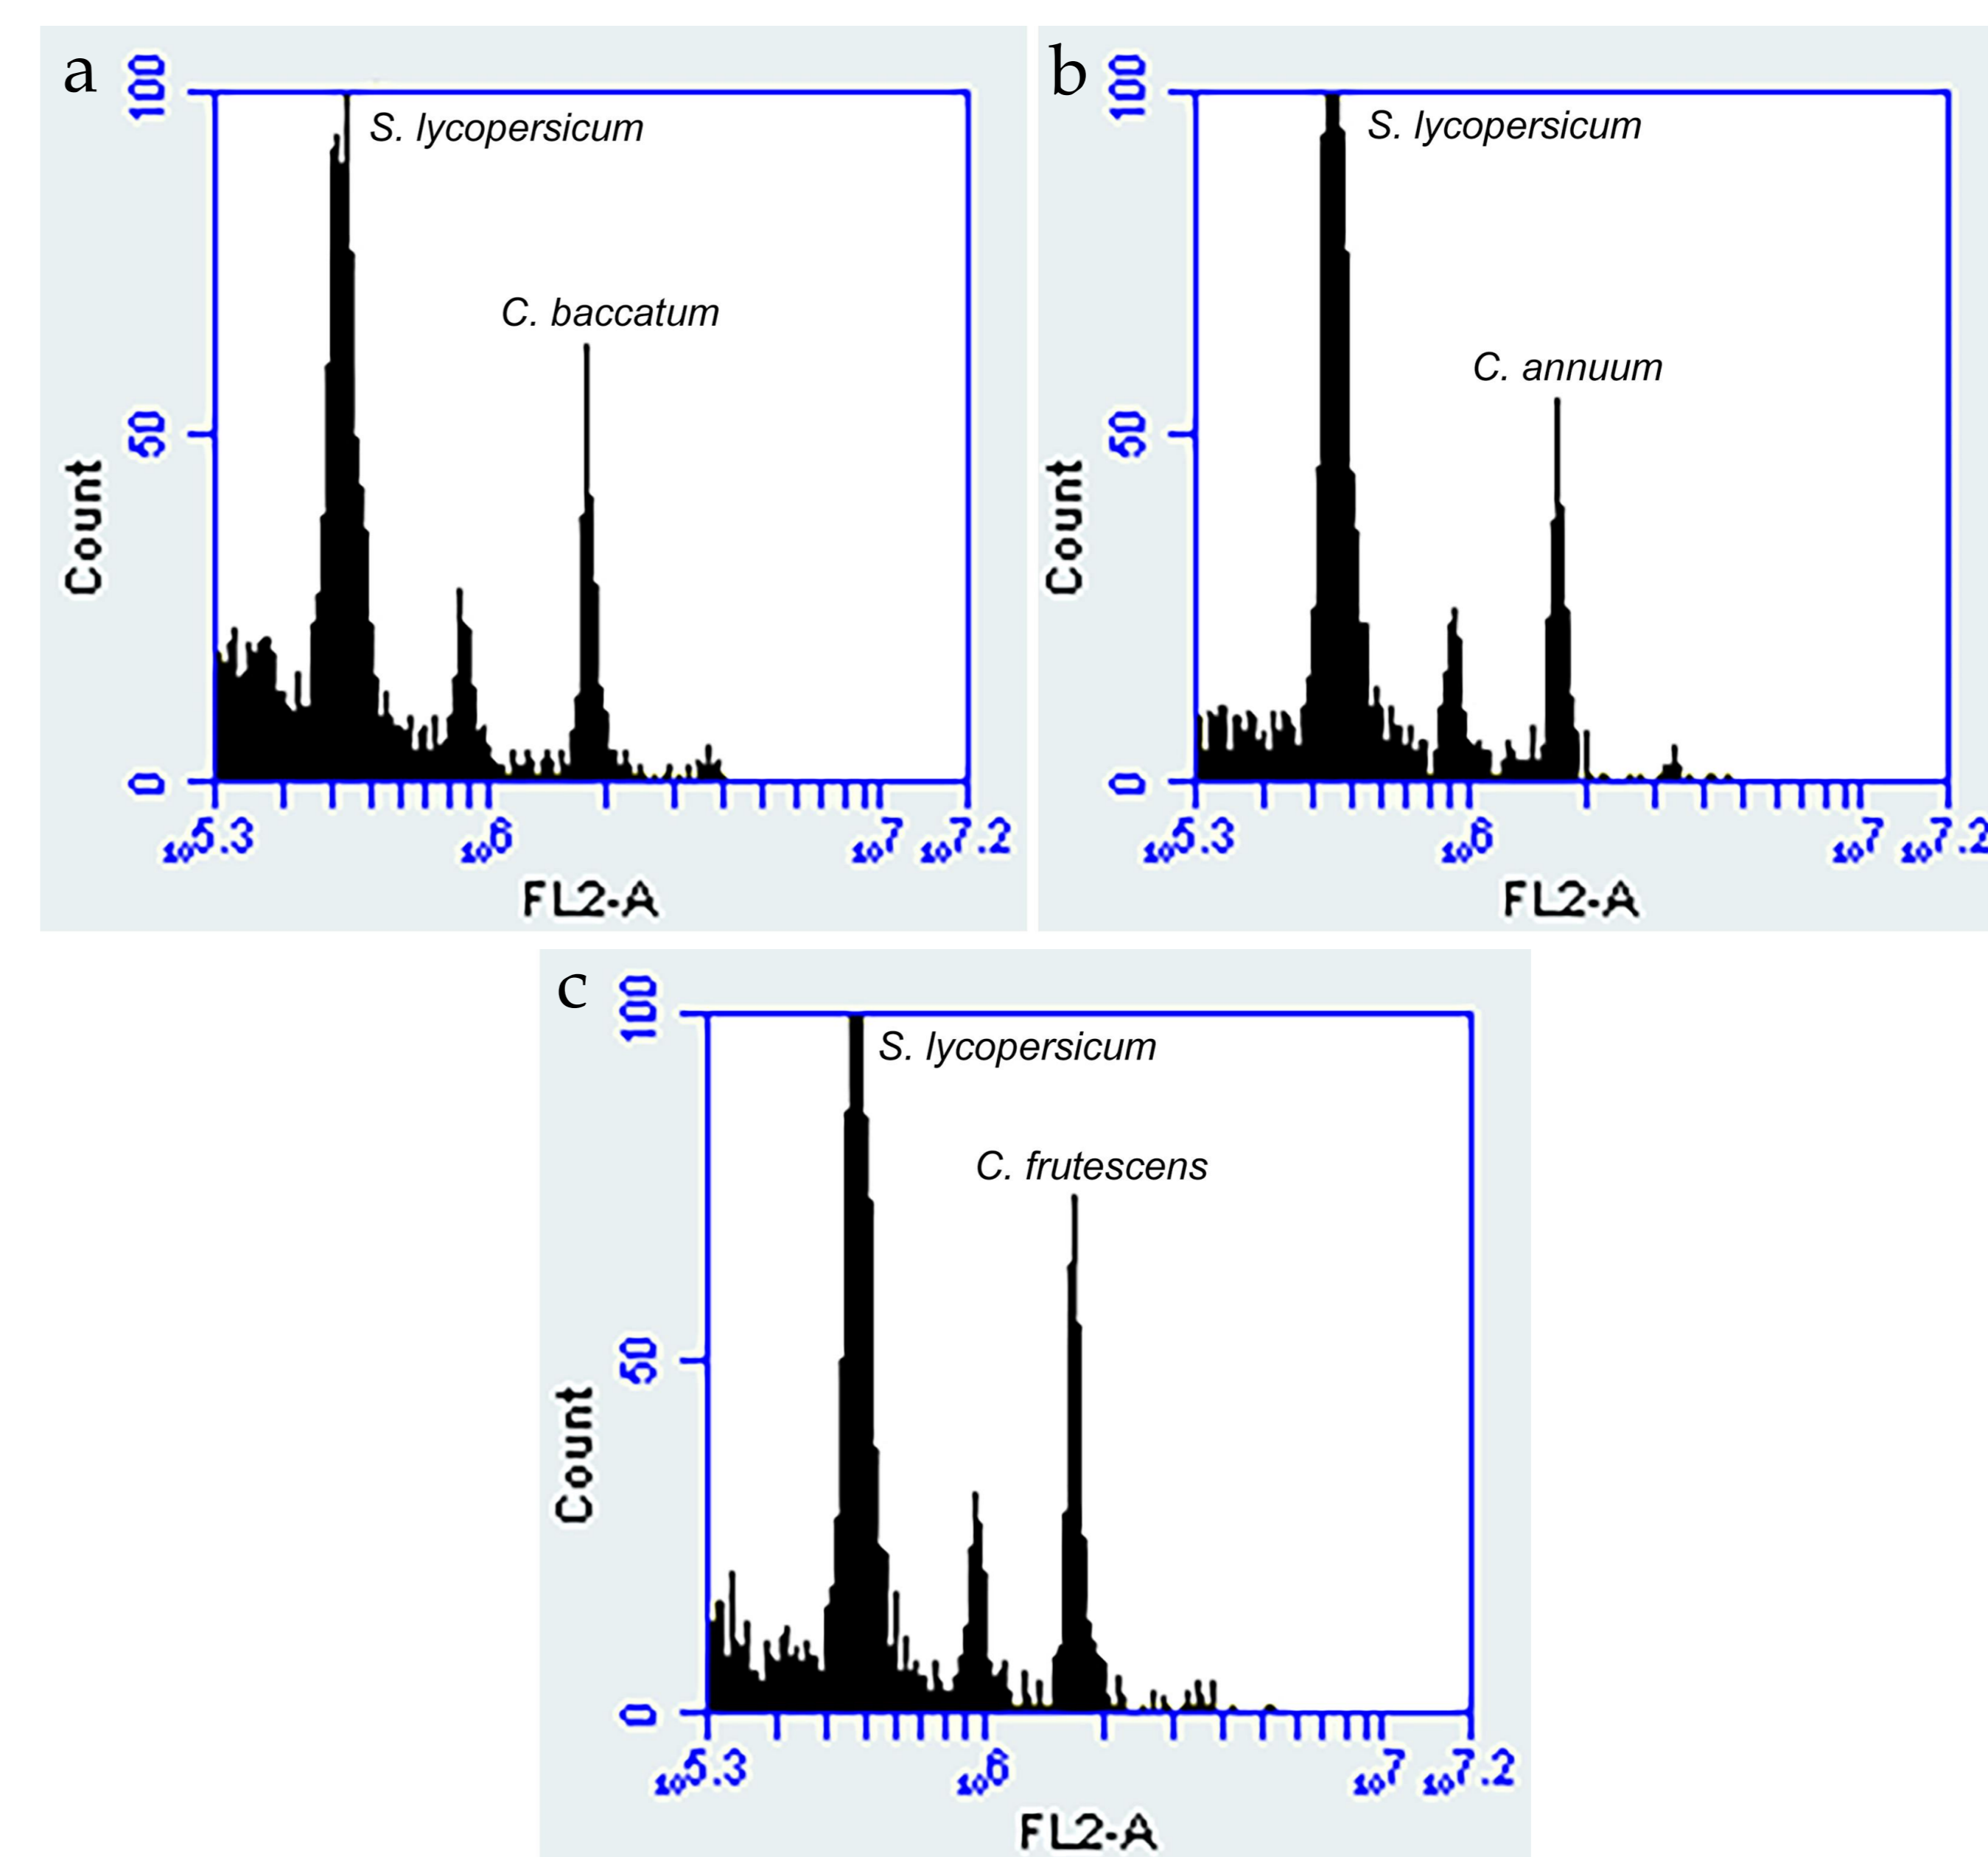 a
100
S. lycopersicum
C. baccatum
50
Count
0
10^5.3 10^6 10^7 10^7.2
FL2-A
b
100
S. lycopersicum
C. annuum
50
Count
0
10^5.3 10^6 10^7 10^7.2
FL2-A
c
100
S. lycopersicum
C. frutescens
50
Count
0
10^5.3 10^6 10^7 10^7.2
FL2-A